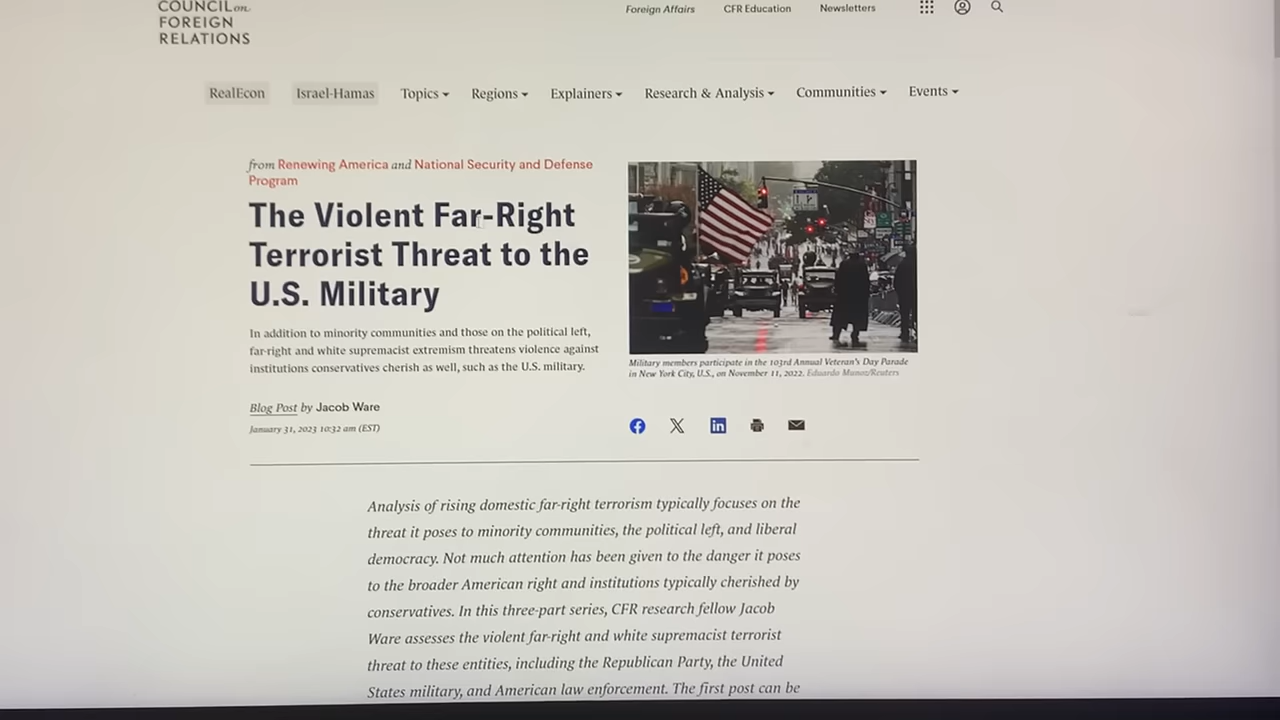 COUNCIL on
FOREIGN
RELATIONS
Foreign Affairs
CFR Education
Newsletters
RealEcon
Israel-Hamas
Topics
Regions
Explainers
Research & Analysis
Communities
Events
from Renewing America and National Security and Defense
Program
The Violent Far-Right
Terrorist Threat to the
U.S. Military
In addition to minority communities and those on the political left,
far-right and white supremacist extremism threatens violence against
institutions conservatives cherish as well, such as the U.S. military.
Blog Post by Jacob Ware
January 31, 2023 10:32 am (EST)
Military members participate in the 103rd Annual Veteran's Day Parade
in New York City, U.S., on November 11, 2022. Eduardo Munoz/Reuters
Analysis of rising domestic far-right terrorism typically focuses on the
threat it poses to minority communities, the political left, and liberal
democracy. Not much attention has been given to the danger it poses
to the broader American right and institutions typically cherished by
conservatives. In this three-part series, CFR research fellow Jacob
Ware assesses the violent far-right and white supremacist terrorist
threat to these entities, including the Republican Party, the United
States military, and American law enforcement. The first post can be